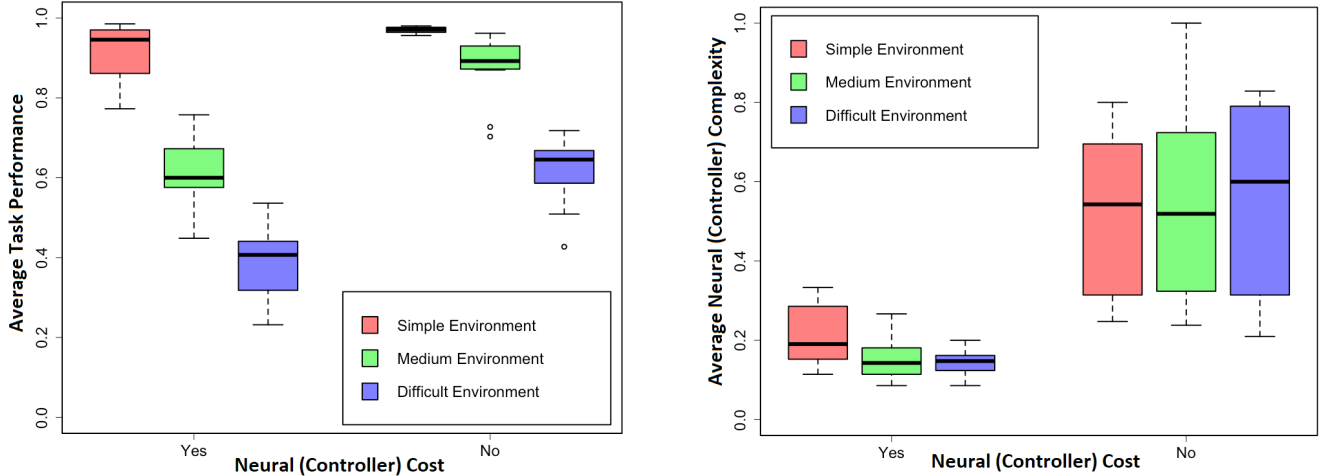 Average Task Performance
1.0
0.8
0.6
0.4
0.2
0.0
Simple Environment
Medium Environment
Difficult Environment
Yes
No
Neural (Controller) Cost
Average Neural (Controller) Complexity
1.0
0.8
0.6
0.4
0.2
0.0
Simple Environment
Medium Environment
Difficult Environment
Yes
No
Neural (Controller) Cost